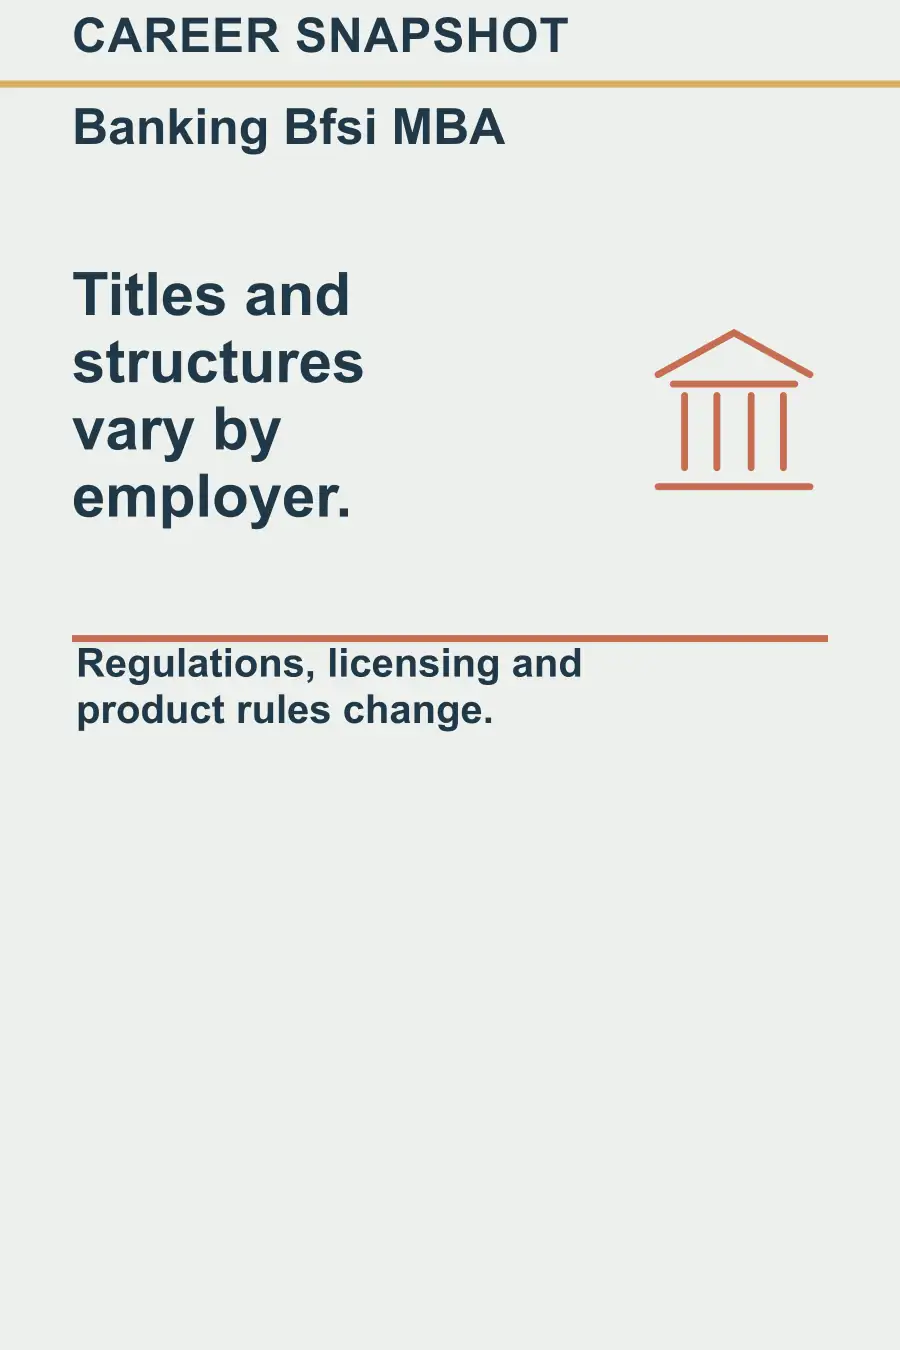 CAREER SNAPSHOT
Banking Bfsi MBA
Titles and
structures
vary by
employer.
Regulations, licensing and
product rules change.